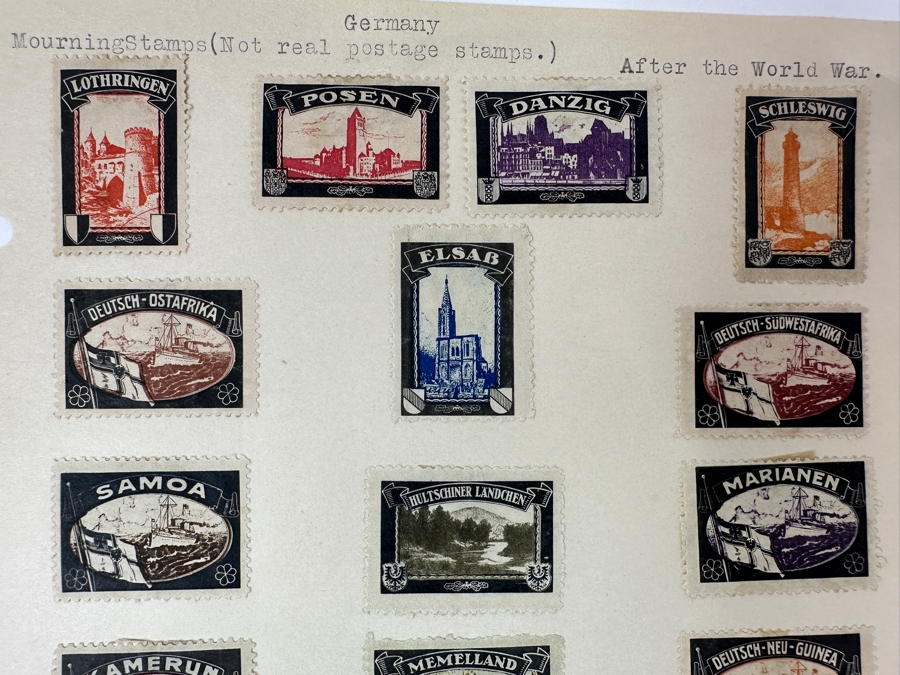 Germany
MourningStamps(Not real postage stamps.)
After the World War.
LOTHRINGEN
POSEN
DANZIG
SCHLESWIG
ELSAß
DEUTSCH-OSTAFRIKA
DEUTSCH-SÜDWESTAFRIKA
SAMOA
HULTSCHINER LÄNDCHEN
MARIANEN
KAMERUN
MEMELLAND
DEUTSCH-NEU-GUINEA